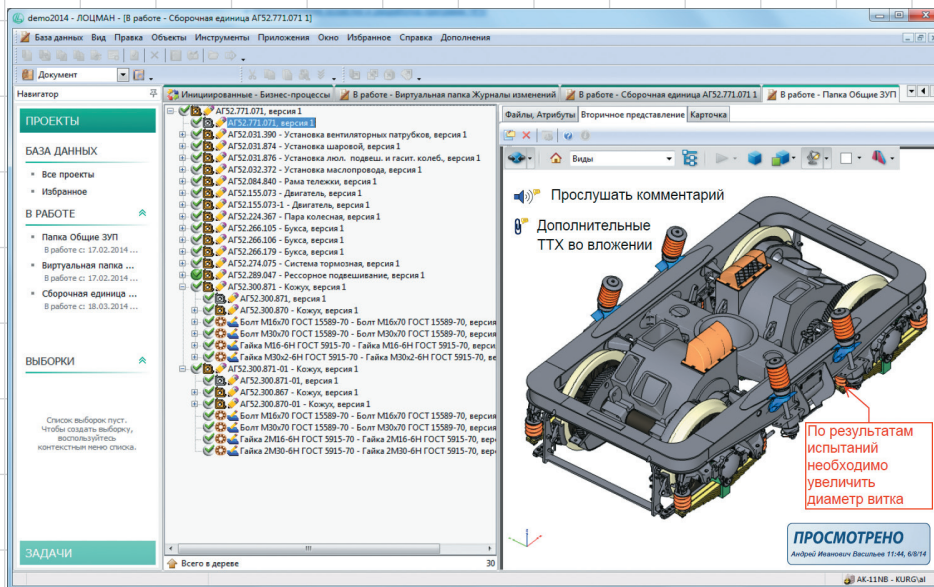 demo2014 - ЛОЦМАН - [В работе - Сборочная единица АГ52.771.071 1]
База данных Вид Правка Объекты Инструменты Приложения Окно Избранное Справка Дополнения
Документ
Навигатор
Инициированные - Бизнес-процессы
В работе - Виртуальная папка Журналы изменений
В работе - Сборочная единица АГ52.771.071 1
В работе - Папка Общие ЗУП
ПРОЕКТЫ
БАЗА ДАННЫХ
Все проекты
Избранное
В РАБОТЕ
Папка Общие ЗУП
В работе с: 17.02.2014 ...
Виртуальная папка ...
В работе с: 17.02.2014 ...
Сборочная единица ...
В работе с: 18.03.2014 ...
ВЫБОРКИ
Список выборок пуст.
Чтобы создать выборку,
воспользуйтесь
контекстным меню списка.
ЗАДАЧИ
АГ52.771.071, версия 1
АГ52.771.071, версия 1
АГ52.031.390 - Установка вентиляторных патрубков, версия 1
АГ52.031.874 - Установка шаровой, версия 1
АГ52.031.876 - Установка люл. подвеш. и гасит. колеб., версия 1
АГ52.032.372 - Установка маслопровода, версия 1
АГ52.084.840 - Рама тележки, версия 1
АГ52.155.073 - Двигатель, версия 1
АГ52.155.073-1 - Двигатель, версия 1
АГ52.224.367 - Пара колесная, версия 1
АГ52.266.105 - Букса, версия 1
АГ52.266.106 - Букса, версия 1
АГ52.266.179 - Букса, версия 1
АГ52.274.075 - Система тормозная, версия 1
АГ52.289.047 - Рессорное подвешивание, версия 1
АГ52.300.871 - Кожух, версия 1
АГ52.300.871, версия 1
АГ52.300.870 - Кожух, версия 1
Болт М16х70 ГОСТ 15589-70 - Болт М16х70 ГОСТ 15589-70, версия
Болт М30х70 ГОСТ 15589-70 - Болт М30х70 ГОСТ 15589-70, версия
Гайка М16-6Н ГОСТ 5915-70 - Гайка М16-6Н ГОСТ 5915-70, верси
Гайка М30х2-6Н ГОСТ 5915-70 - Гайка М30х2-6Н ГОСТ 5915-70, ве
АГ52.300.871-01 - Кожух, версия 1
АГ52.300.871-01, версия 1
АГ52.300.867 - Кожух, версия 1
АГ52.300.870-01 - Кожух, версия 1
Болт М16х70 ГОСТ 15589-70 - Болт М16х70 ГОСТ 15589-70, версия
Болт М30х70 ГОСТ 15589-70 - Болт М30х70 ГОСТ 15589-70, версия
Гайка 2М16-6Н ГОСТ 5915-70 - Гайка 2М16-6Н ГОСТ 5915-70, вер
Гайка 2М30-6Н ГОСТ 5915-70 - Гайка 2М30-6Н ГОСТ 5915-70, вер
Всего в дереве 30
Файлы, Атрибуты Вторичное представление Карточка
Виды
Прослушать комментарий
Дополнительные
ТТХ во вложении
По результатам
испытаний
необходимо
увеличить
диаметр витка
ПРОСМОТРЕНО
Андрей Иванович Васильев 11:44, 6/8/14
AK-11NB - KURG\al